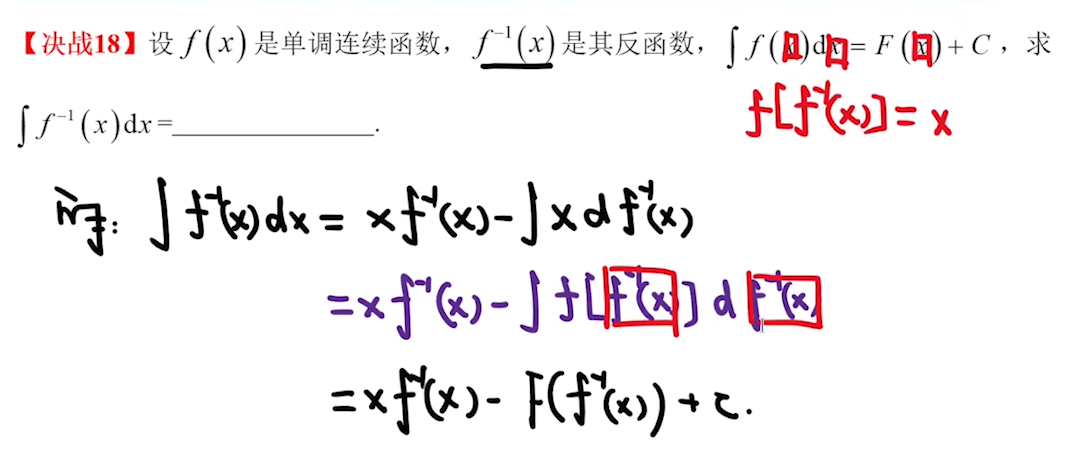 【决战18】设 f(x) 是单调连续函数，f⁻¹(x) 是其反函数，∫f(x)dx = F(x)+C，求
∫f⁻¹(x)dx=____________.
f[f⁻¹(x)] = x
解: ∫f⁻¹(x)dx = xf⁻¹(x) - ∫x d f⁻¹(x)
= xf⁻¹(x) - ∫f[f⁻¹(x)] d f⁻¹(x)
= xf⁻¹(x) - F(f⁻¹(x)) + C.